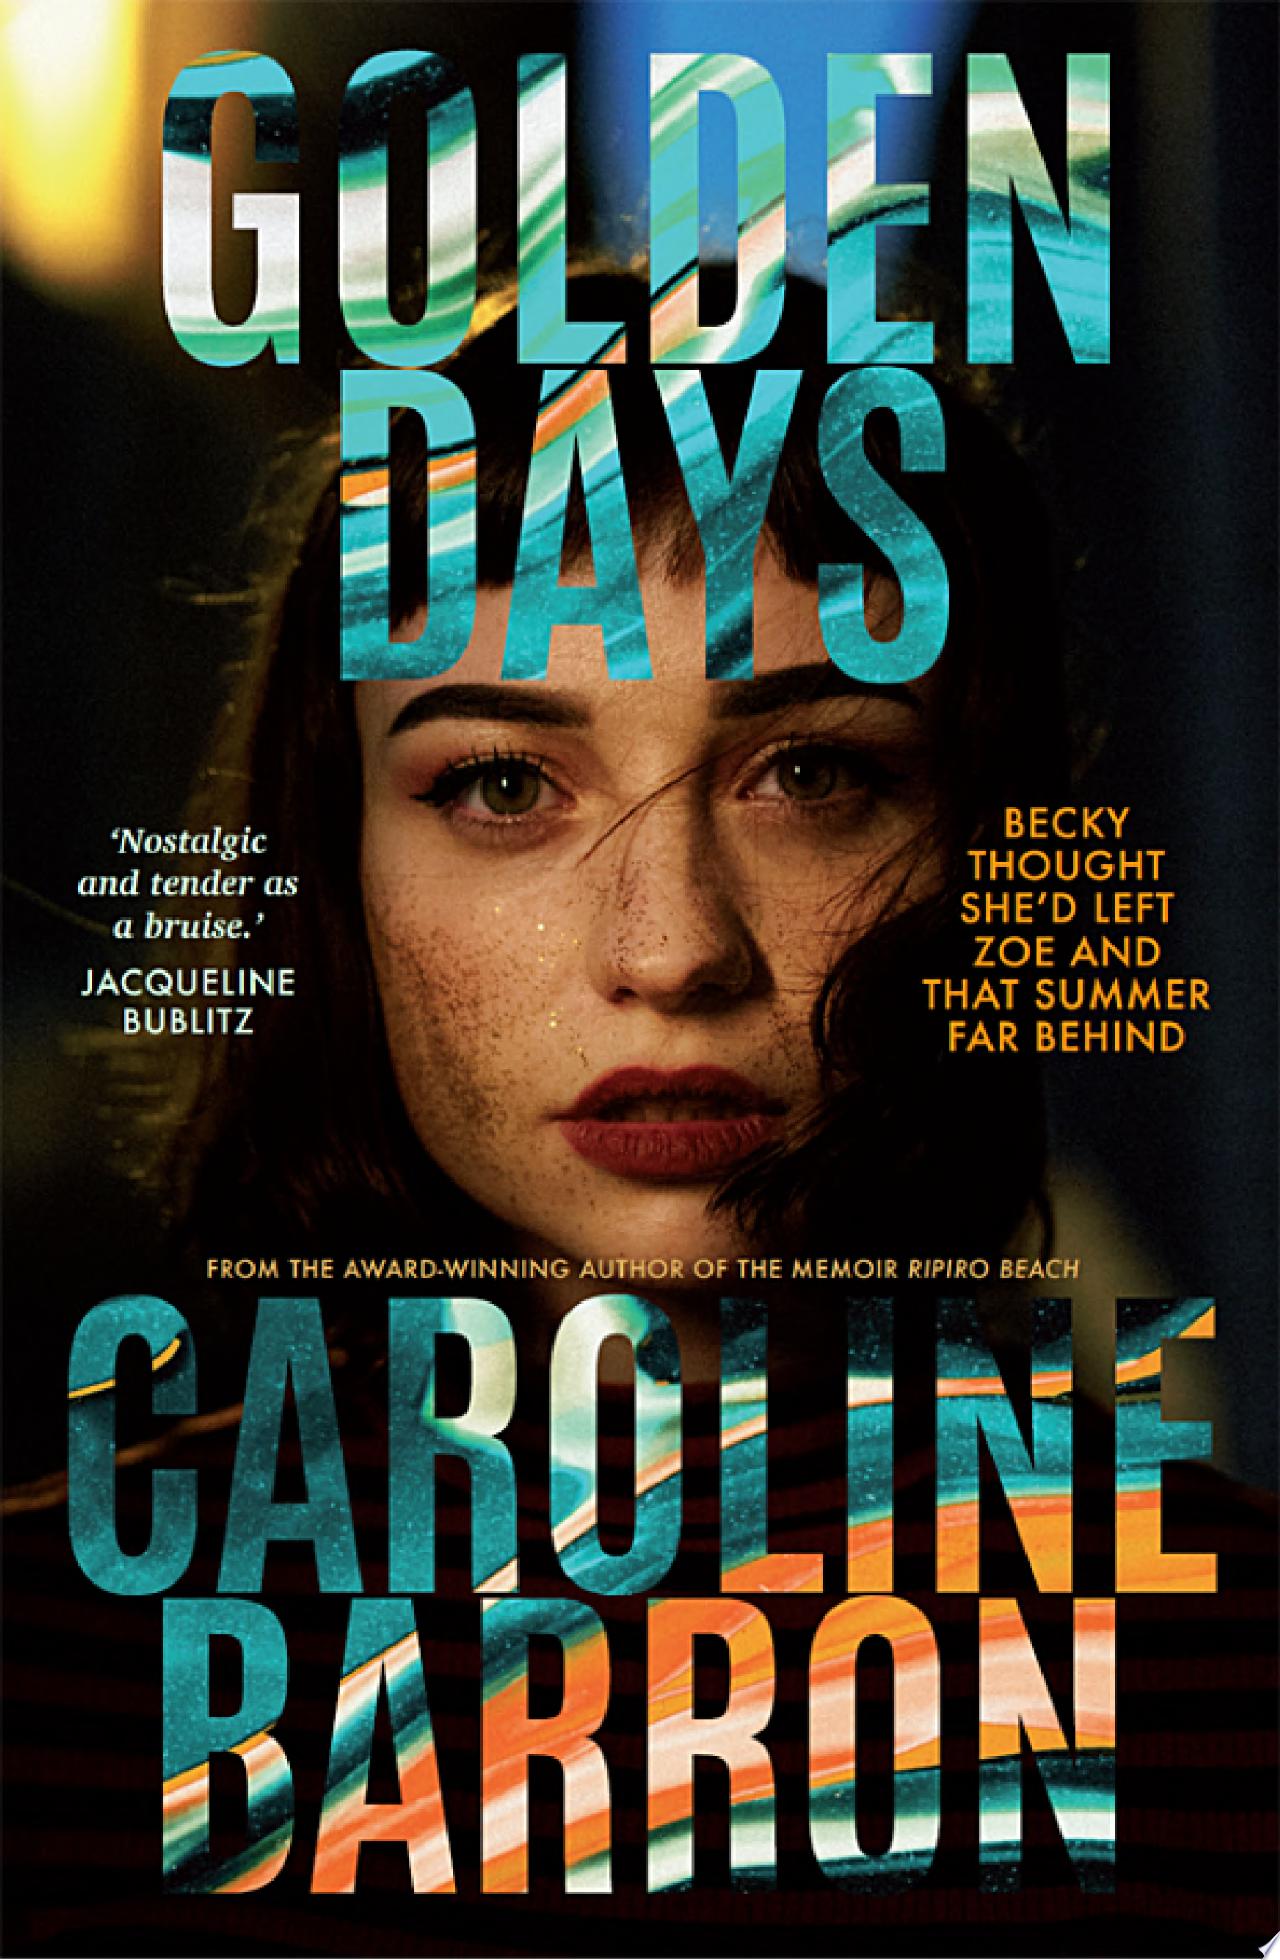 GOLDEN
DAYS
‘Nostalgic
and tender as
a bruise.’
JACQUELINE
BUBLITZ
BECKY
THOUGHT
SHE’D LEFT
ZOE AND
THAT SUMMER
FAR BEHIND
FROM THE AWARD-WINNING AUTHOR OF THE MEMOIR RIPIRO BEACH
CAROLINE
BARRON